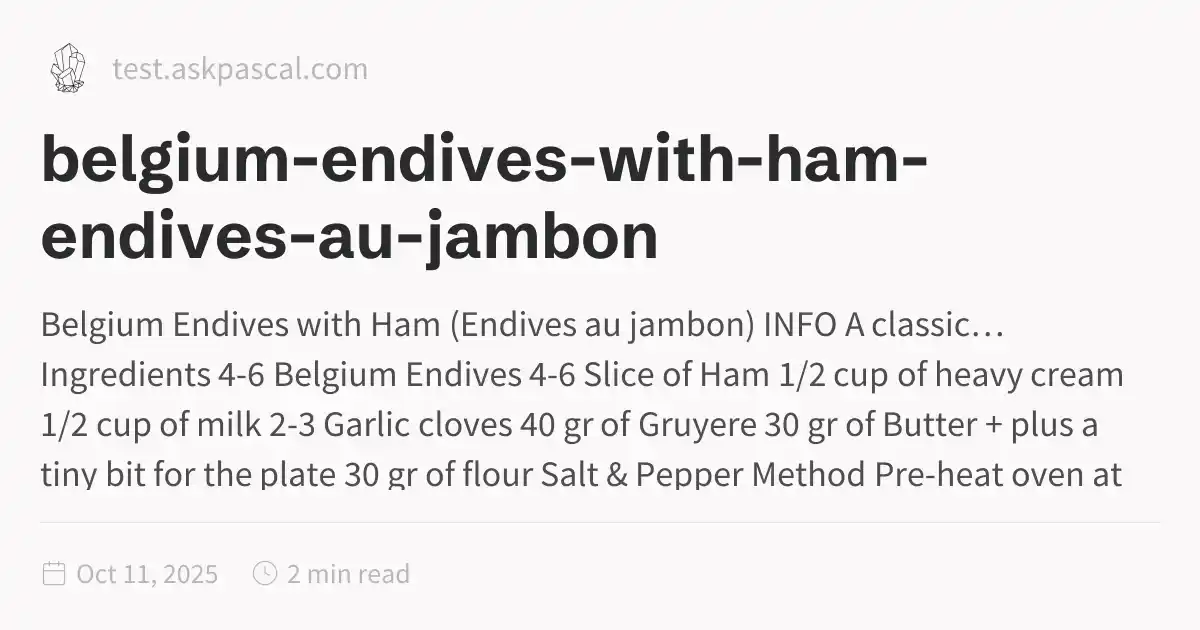 test.askpascal.com
belgium-endives-with-ham-
endives-au-jambon
Belgium Endives with Ham (Endives au jambon) INFO A classic…
Ingredients 4-6 Belgium Endives 4-6 Slice of Ham 1/2 cup of heavy cream
1/2 cup of milk 2-3 Garlic cloves 40 gr of Gruyere 30 gr of Butter + plus a
tiny bit for the plate 30 gr of flour Salt & Pepper Method Pre-heat oven at
Oct 11, 2025 2 min read